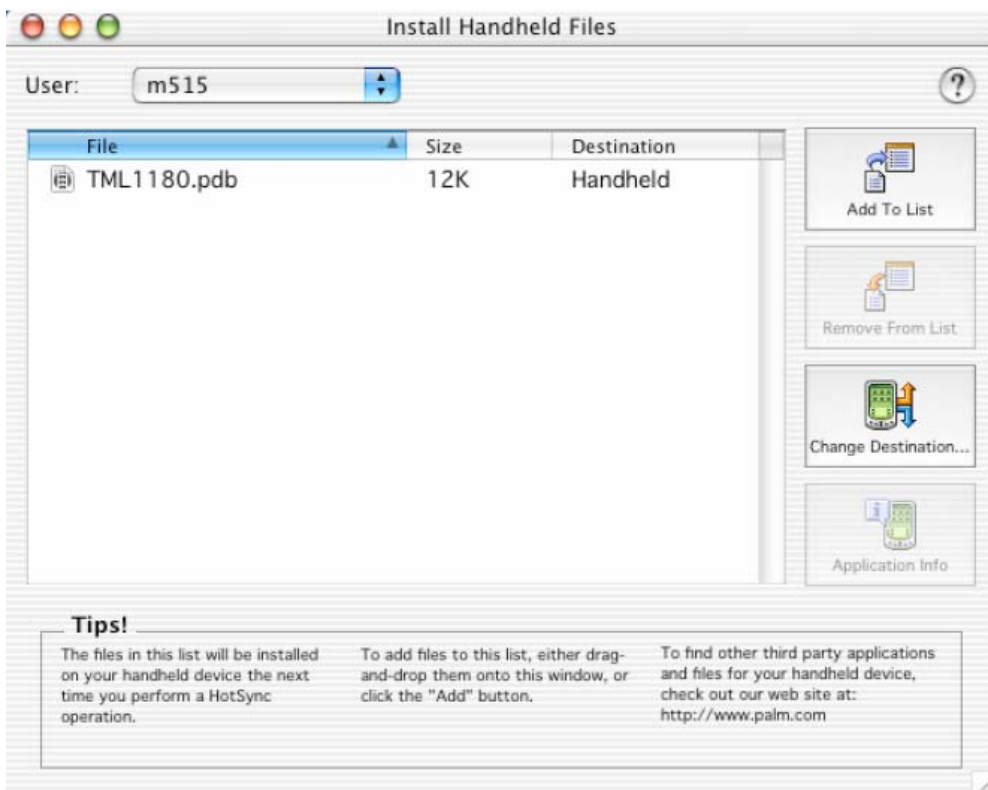 Install Handheld Files
User: m515 ?
File Size Destination
TML1180.pdb 12K Handheld
Add To List
Remove From List
Change Destination...
Application Info
Tips!
The files in this list will be installed
on your handheld device the next
time you perform a HotSync
operation.
To add files to this list, either drag-
and-drop them onto this window, or
click the "Add" button.
To find other third party applications
and files for your handheld device,
check out our web site at:
http://www.palm.com